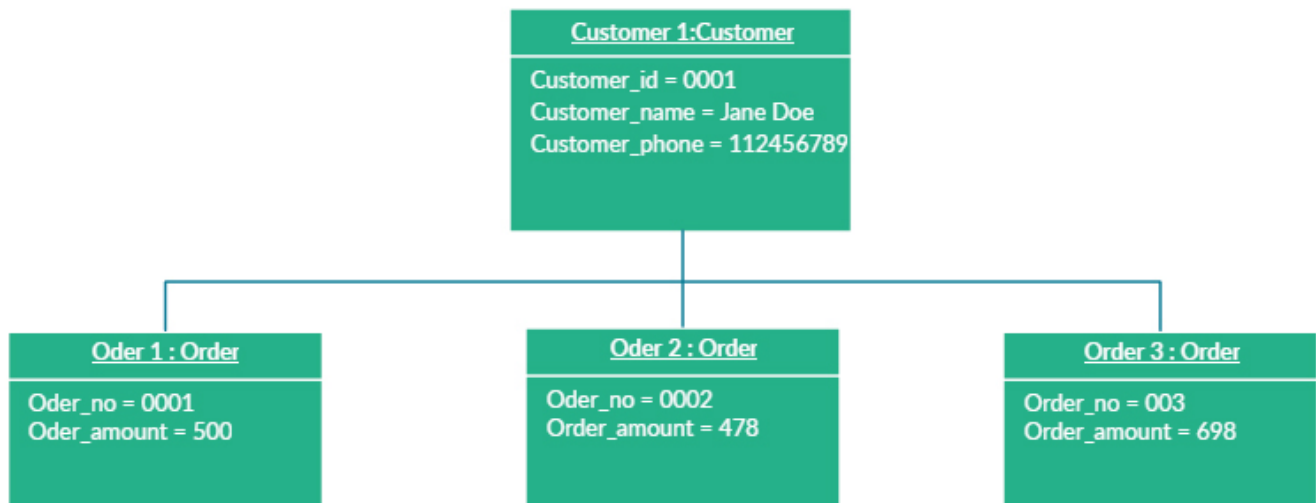 Customer 1:Customer
Customer_id = 0001
Customer_name = Jane Doe
Customer_phone = 112456789
Oder 1 : Order
Oder_no = 0001
Oder_amount = 500
Oder 2 : Order
Oder_no = 0002
Order_amount = 478
Order 3 : Order
Order_no = 003
Order_amount = 698